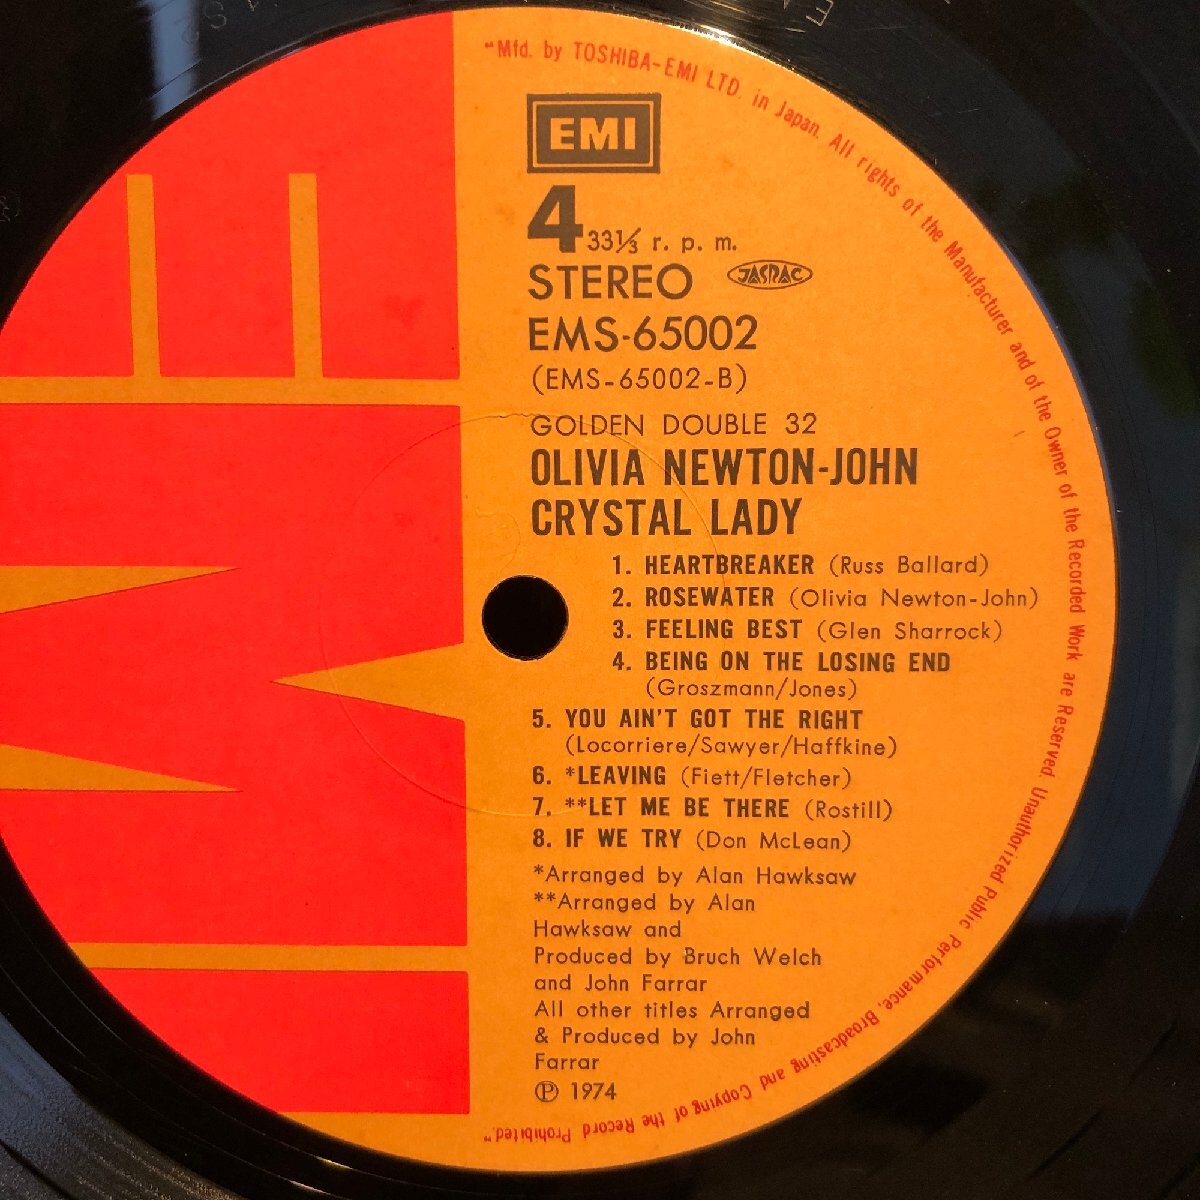 "Mfd. by TOSHIBA-EMI LTD. in Japan. All rights of the Manufacturer and of the Owner of the Recorded Work are Reserved. Unauthorized Public Performance, Broadcasting and Copying of the Record Prohibited."
EMI
4 33⅓ r. p. m.
STEREO JASRAC
EMS-65002
(EMS-65002-B)
GOLDEN DOUBLE 32
OLIVIA NEWTON-JOHN
CRYSTAL LADY
1. HEARTBREAKER (Russ Ballard)
2. ROSEWATER (Olivia Newton-John)
3. FEELING BEST (Glen Sharrock)
4. BEING ON THE LOSING END
(Groszmann/Jones)
5. YOU AIN'T GOT THE RIGHT
(Locorriere/Sawyer/Haffkine)
6. *LEAVING (Fiett/Fletcher)
7. **LET ME BE THERE (Rostill)
8. IF WE TRY (Don McLean)
*Arranged by Alan Hawksaw
**Arranged by Alan
Hawksaw and
Produced by Bruch Welch
and John Farrar
All other titles Arranged
& Produced by John
Farrar
Ⓟ 1974